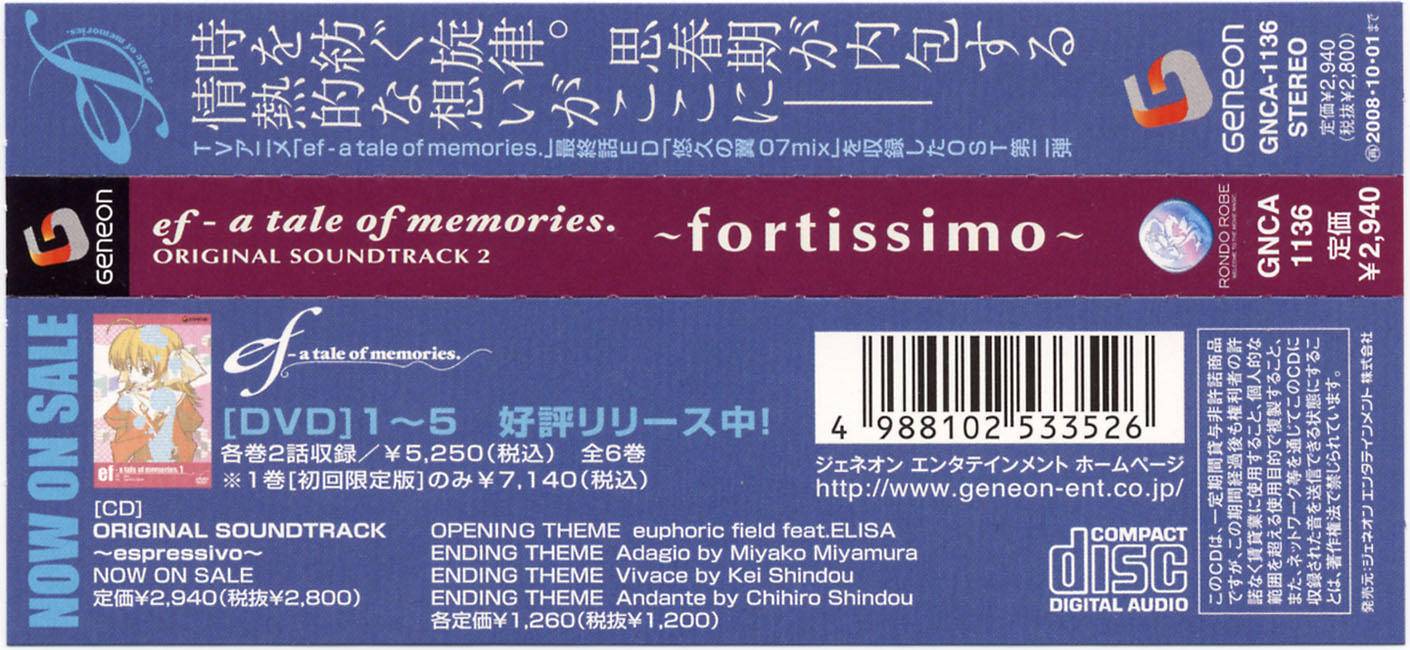 ef
a tale of memories.
時を紡ぐ旋律。 思春期が内包する
情熱的な想いがここに――――
TVアニメ「ef - a tale of memories.」最終話ED「悠久の翼 07mix」を収録したOST第二弾
GENEON
GNCA-1136
STEREO
定価¥2,940
(税抜¥2,800)
㊢2008・10・01まで
GENEON
ef - a tale of memories.
ORIGINAL SOUNDTRACK 2
~fortissimo~
RONDO ROBE
GNCA
1136
定価
¥2,940
NOW ON SALE
ef - a tale of memories. 1
ef - a tale of memories.
[DVD]1～5 好評リリース中!
各巻2話収録／¥5,250(税込) 全6巻
※1巻[初回限定版]のみ¥7,140(税込)
[CD]
ORIGINAL SOUNDTRACK
～espressivo～
NOW ON SALE
定価¥2,940(税抜¥2,800)
OPENING THEME euphoric field feat.ELISA
ENDING THEME Adagio by Miyako Miyamura
ENDING THEME Vivace by Kei Shindou
ENDING THEME Andante by Chihiro Shindou
各定価¥1,260(税抜¥1,200)
4 988102 533526
ジェネオン エンタテインメント ホームページ
http://www.geneon-ent.co.jp/
COMPACT
disc
DIGITAL AUDIO
このCDは、一定期間貸与非許諾商品
ですが、この期間経過後も権利者の許
諾なく賃貸業に使用すること、個人的な
範囲を超える使用目的で複製すること、
また、ネットワーク等を通じてこのCDに
収録された音を送信できる状態にするこ
とは、著作権法で禁じられています。
発売元：ジェネオン エンタテインメント 株式会社